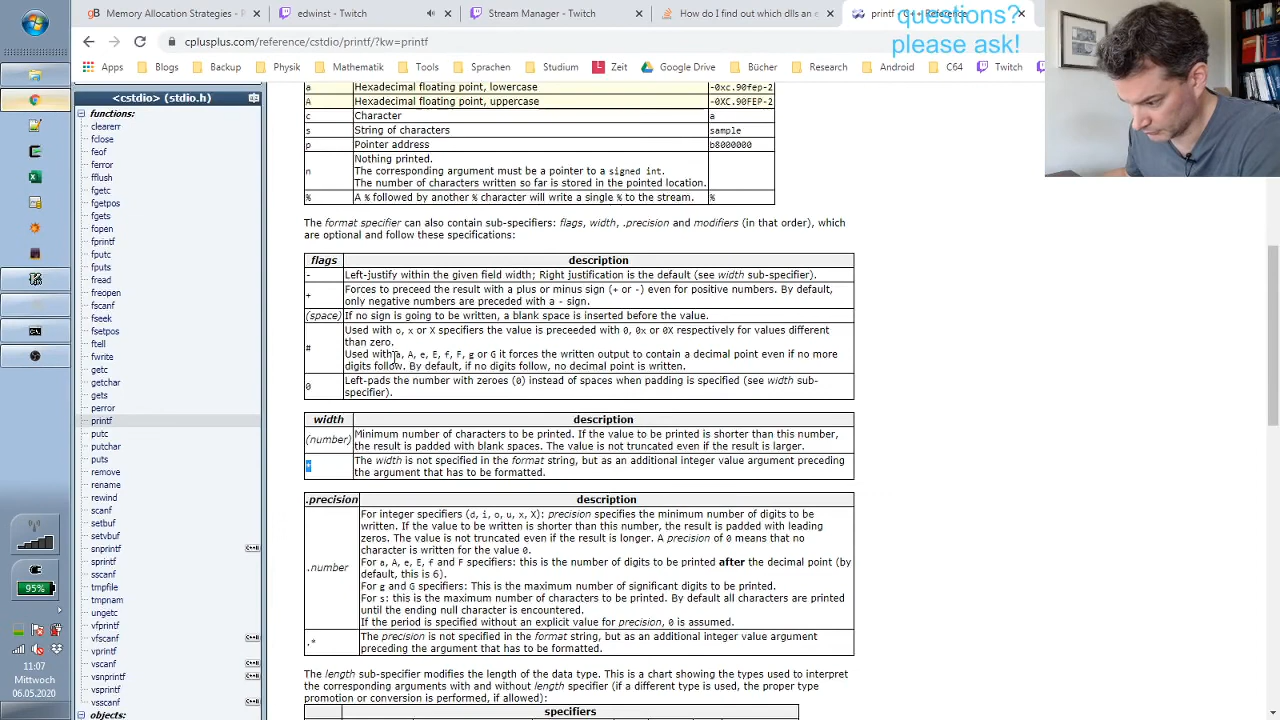 Memory Allocation Strategies - P
edvienst - Twitch
Stream Manager - Twitch
How do I find out which sits an e
printf - C++ Reference
questions?
please ask!
cplusplus.com/reference/cstdio/printf/?kw=printf
Apps
Blogs
Backup
Physik
Mathematik
Tools
Sprachen
Studium
Zeit
Google Drive
Bücher
Research
Android
C64
Twitch
<cstdio> (stdio.h)
functions:
clearerr
fclose
feof
ferror
fflush
fgetc
fgetpos
fgets
fopen
fprintf
fputc
fputs
fread
freopen
fscanf
fseek
fsetpos
ftell
fwrite
getc
getchar
gets
perror
printf
putc
putchar
puts
remove
rename
rewind
scanf
setbuf
setvbuf
snprintf
sprintf
sscanf
tmpfile
tmpnam
ungetc
vfprintf
vfscanf
vprintf
vscanf
vsnprintf
vsprintf
vsscanf
objects:
a Hexadecimal floating point, lowercase -0xc.90fep-2
A Hexadecimal floating point, uppercase -0XC.90FEP-2
c Character a
s String of characters sample
p Pointer address b8000000
n Nothing printed.
The corresponding argument must be a pointer to a signed int.
The number of characters written so far is stored in the pointed location.
% A % followed by another % character will write a single % to the stream. %
The format specifier can also contain sub-specifiers: flags, width, .precision and modifiers (in that order), which
are optional and follow these specifications:
flags description
- Left-justify within the given field width; Right justification is the default (see width sub-specifier).
+ Forces to preceed the result with a plus or minus sign (+ or -) even for positive numbers. By default,
only negative numbers are preceded with a - sign.
(space) If no sign is going to be written, a blank space is inserted before the value.
# Used with o, x or X specifiers the value is preceeded with 0, 0x or 0X respectively for values different
than zero.
Used with a, A, e, E, f, F, g or G it forces the written output to contain a decimal point even if no more
digits follow. By default, if no digits follow, no decimal point is written.
0 Left-pads the number with zeroes (0) instead of spaces when padding is specified (see width sub-
specifier).
width description
(number) Minimum number of characters to be printed. If the value to be printed is shorter than this number,
the result is padded with blank spaces. The value is not truncated even if the result is larger.
* The width is not specified in the format string, but as an additional integer value argument preceding
the argument that has to be formatted.
.precision description
.number For integer specifiers (d, i, o, u, x, X): precision specifies the minimum number of digits to be
written. If the value to be written is shorter than this number, the result is padded with leading
zeros. The value is not truncated even if the result is longer. A precision of 0 means that no
character is written for the value 0.
For a, A, e, E, f and F specifiers: this is the number of digits to be printed after the decimal point (by
default, this is 6).
For g and G specifiers: This is the maximum number of significant digits to be printed.
For s: this is the maximum number of characters to be printed. By default all characters are printed
until the ending null character is encountered.
If the period is specified without an explicit value for precision, 0 is assumed.
.* The precision is not specified in the format string, but as an additional integer value argument
preceding the argument that has to be formatted.
The length sub-specifier modifies the length of the data type. This is a chart showing the types used to interpret
the corresponding arguments with and without length specifier (if a different type is used, the proper type
promotion or conversion is performed, if allowed):
specifiers
95%
11:07
Mittwoch
06.05.2020